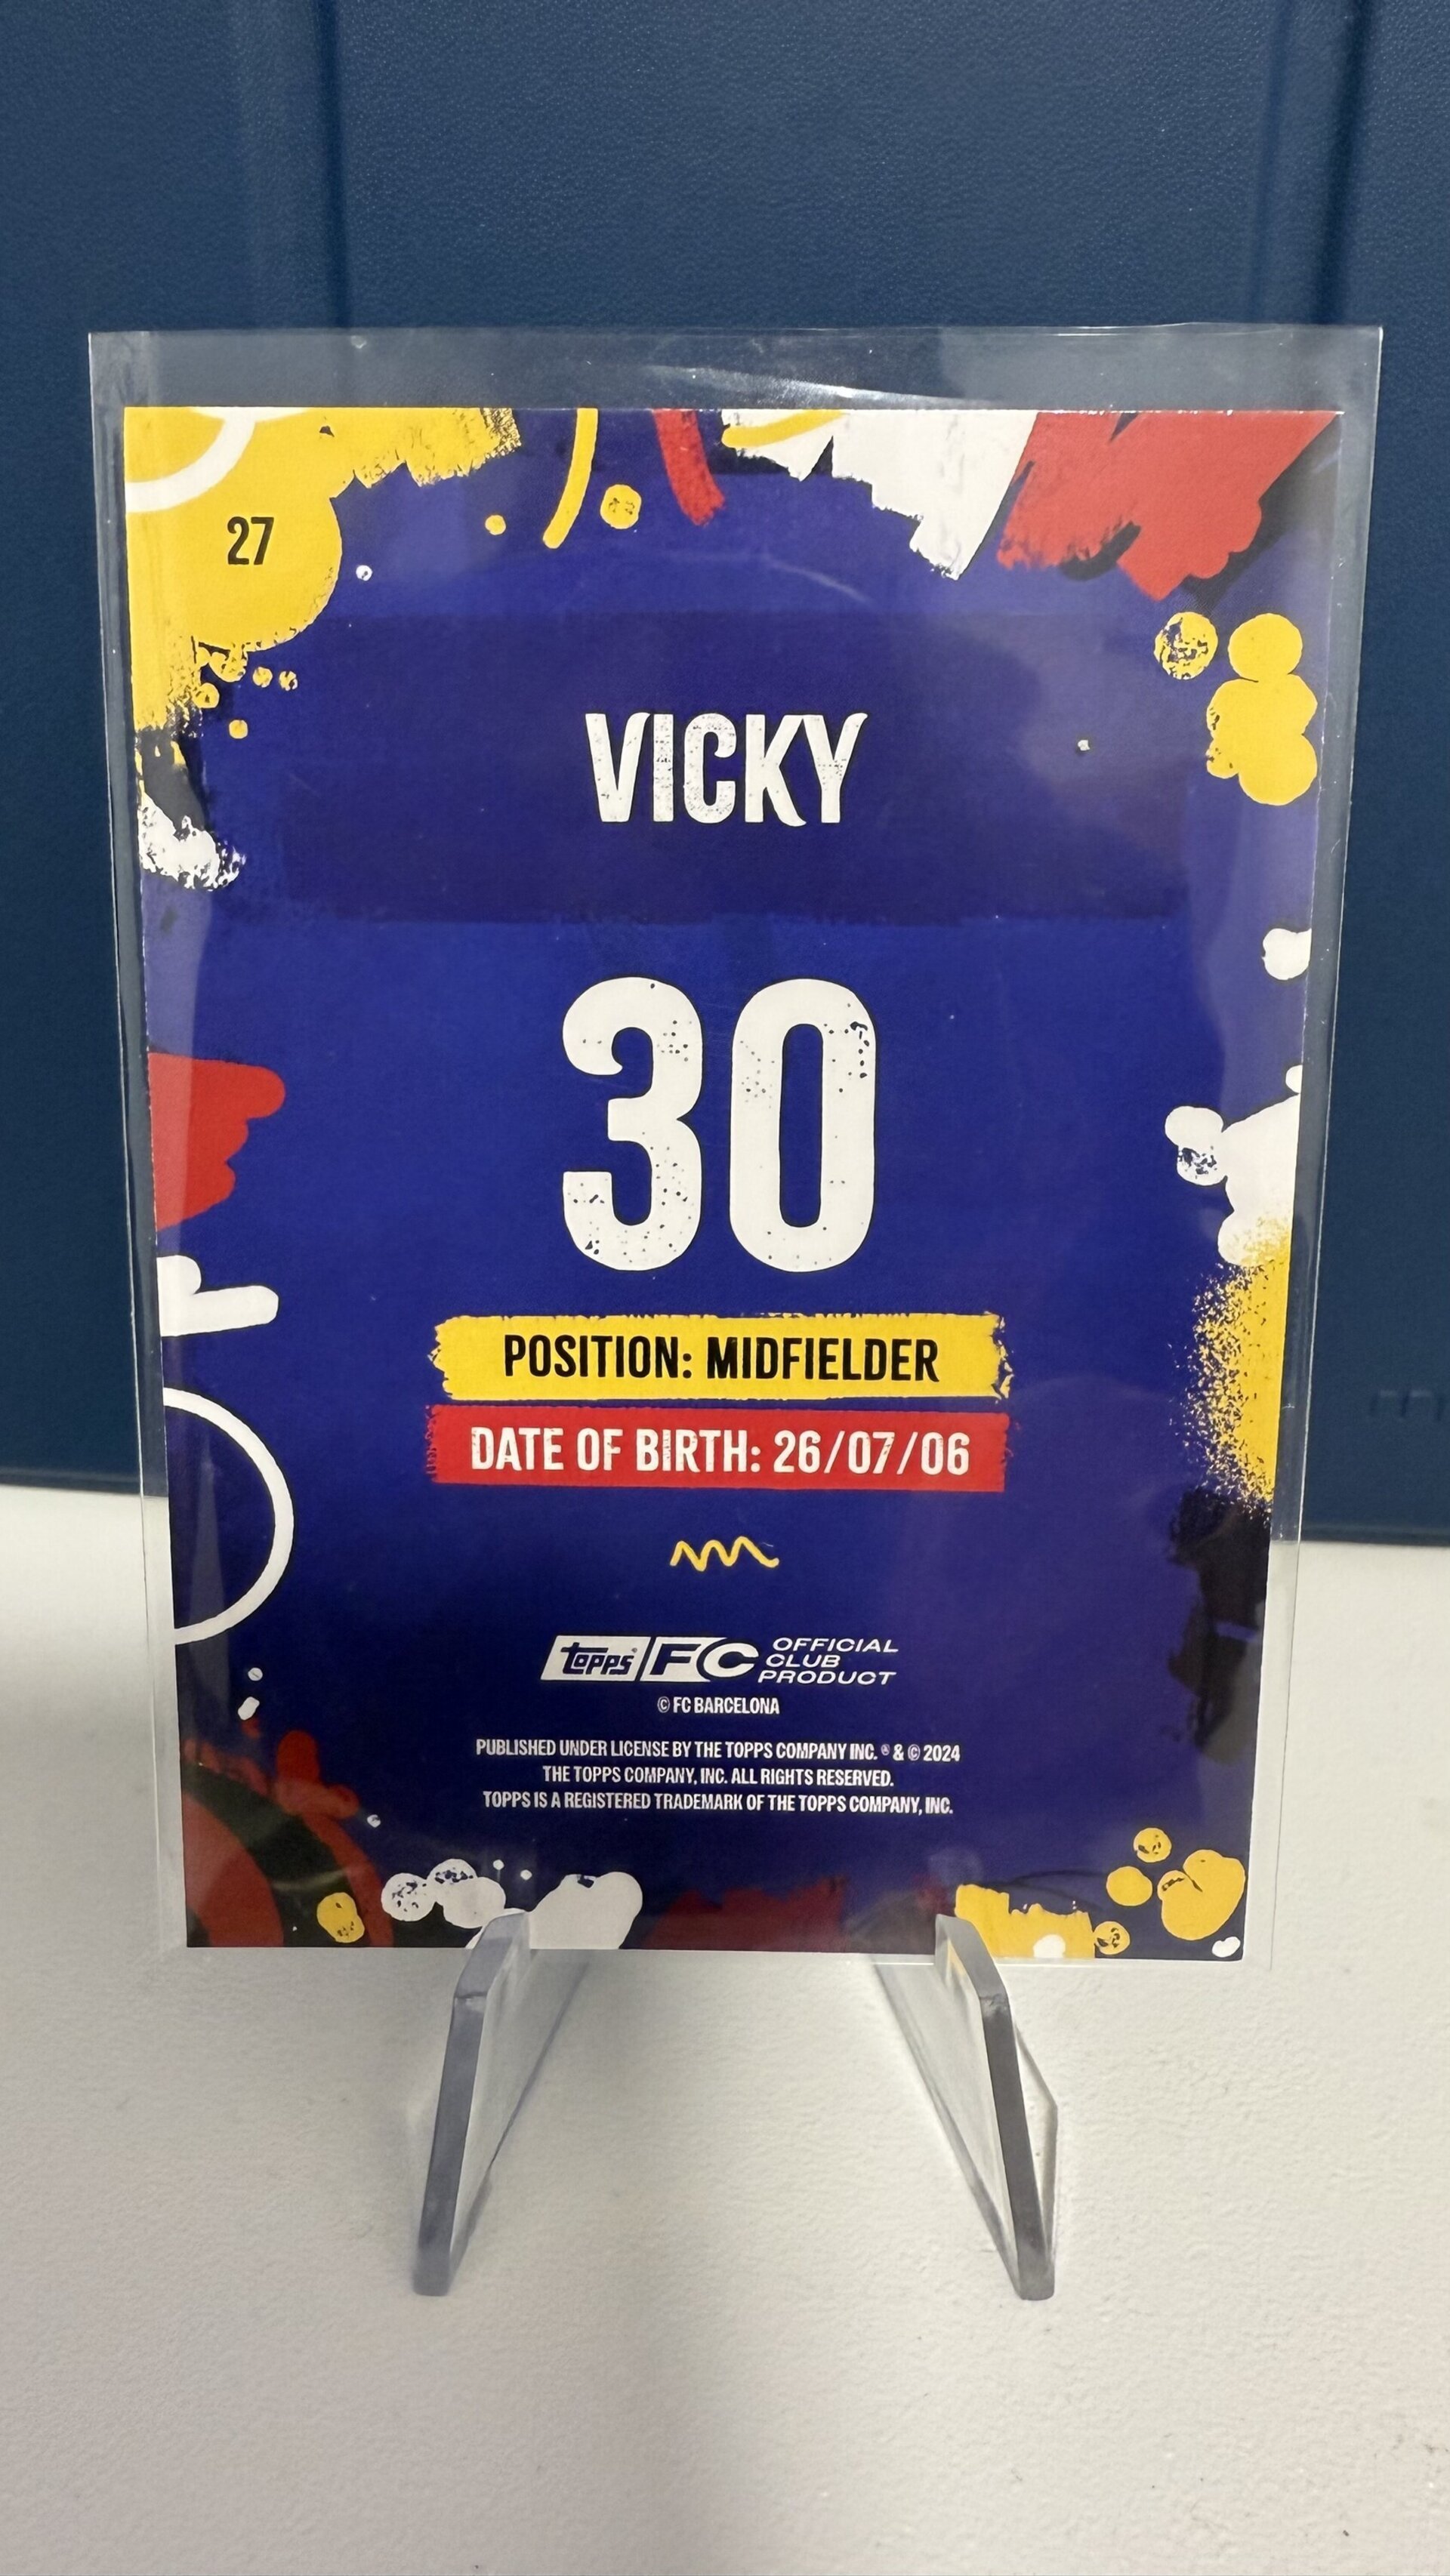 27
VICKY
30
POSITION: MIDFIELDER
DATE OF BIRTH: 26/07/06
topps FC OFFICIAL
CLUB
PRODUCT
© FC BARCELONA
PUBLISHED UNDER LICENSE BY THE TOPPS COMPANY INC. ® & © 2024
THE TOPPS COMPANY, INC. ALL RIGHTS RESERVED.
TOPPS IS A REGISTERED TRADEMARK OF THE TOPPS COMPANY, INC.